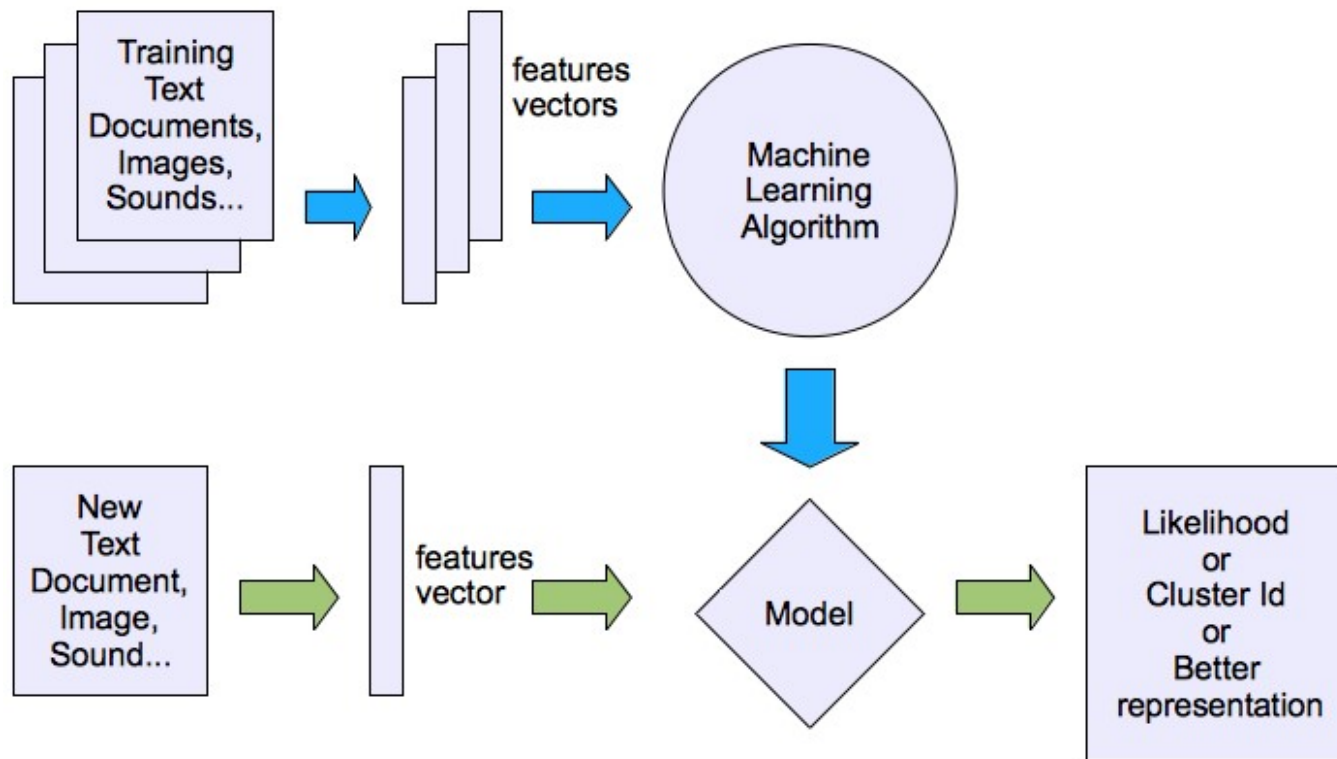 Training
Text
Documents,
Images,
Sounds...
features
vectors
Machine
Learning
Algorithm
New
Text
Document,
Image,
Sound...
features
vector
Model
Likelihood
or
Cluster Id
or
Better
representation